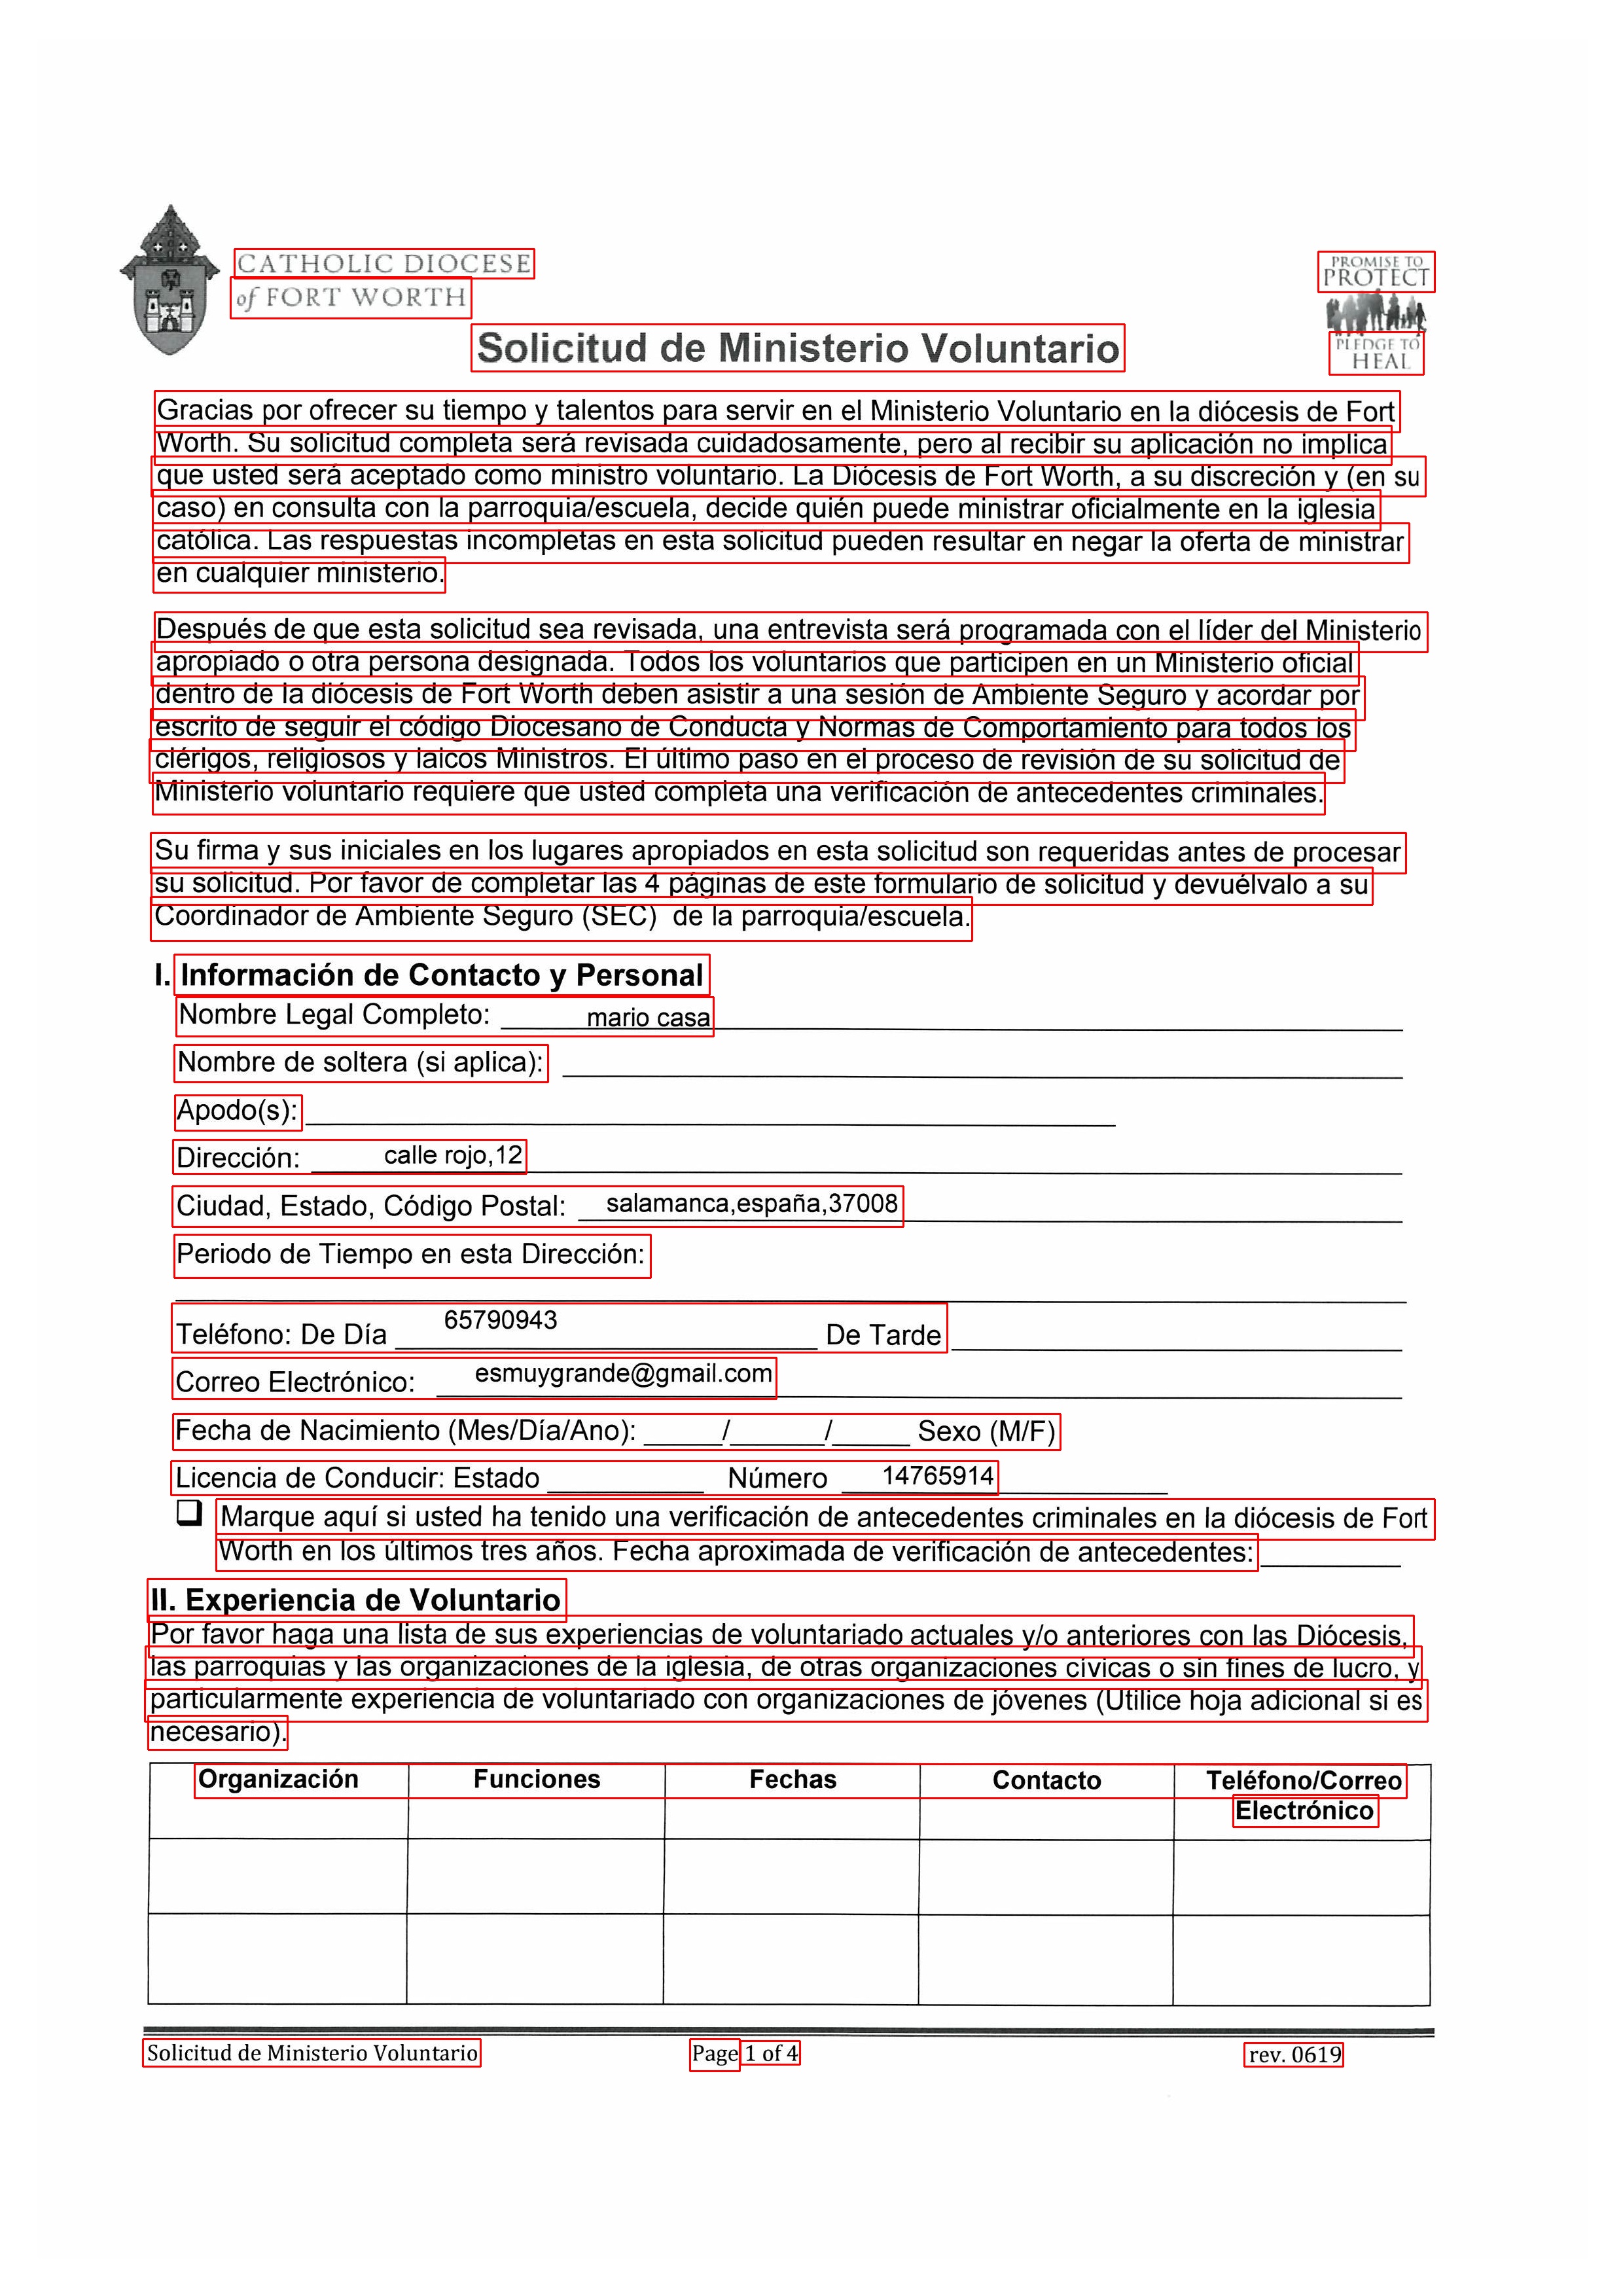 CATHOLIC DIOCESE
of FORT WORTH
PROMISE TO
PROTECT
PLEDGE TO
HEAL
Solicitud de Ministerio Voluntario
Gracias por ofrecer su tiempo y talentos para servir en el Ministerio Voluntario en la diócesis de Fort
Worth. Su solicitud completa será revisada cuidadosamente, pero al recibir su aplicación no implica
que usted será aceptado como ministro voluntario. La Diócesis de Fort Worth, a su discreción y (en su
caso) en consulta con la parroquia/escuela, decide quién puede ministrar oficialmente en la iglesia
católica. Las respuestas incompletas en esta solicitud pueden resultar en negar la oferta de ministrar
en cualquier ministerio.
Después de que esta solicitud sea revisada, una entrevista será programada con el líder del Ministerio
apropiado o otra persona designada. Todos los voluntarios que participen en un Ministerio oficial
dentro de la diócesis de Fort Worth deben asistir a una sesión de Ambiente Seguro y acordar por
escrito de seguir el código Diocesano de Conducta y Normas de Comportamiento para todos los
clérigos, religiosos y laicos Ministros. El último paso en el proceso de revisión de su solicitud de
Ministerio voluntario requiere que usted completa una verificación de antecedentes criminales.
Su firma y sus iniciales en los lugares apropiados en esta solicitud son requeridas antes de procesar
su solicitud. Por favor de completar las 4 páginas de este formulario de solicitud y devuélvalo a su
Coordinador de Ambiente Seguro (SEC) de la parroquia/escuela.
I. Información de Contacto y Personal
Nombre Legal Completo: mario casa
Nombre de soltera (si aplica):
Apodo(s):
Dirección: calle rojo,12
Ciudad, Estado, Código Postal: salamanca,españa,37008
Periodo de Tiempo en esta Dirección:
Teléfono: De Día 65790943 De Tarde
Correo Electrónico: esmuygrande@gmail.com
Fecha de Nacimiento (Mes/Día/Ano): _____/_____/_____ Sexo (M/F)
Licencia de Conducir: Estado Número 14765914
Marque aquí si usted ha tenido una verificación de antecedentes criminales en la diócesis de Fort
Worth en los últimos tres años. Fecha aproximada de verificación de antecedentes:
II. Experiencia de Voluntario
Por favor haga una lista de sus experiencias de voluntariado actuales y/o anteriores con las Diócesis,
las parroquias y las organizaciones de la iglesia, de otras organizaciones cívicas o sin fines de lucro, y
particularmente experiencia de voluntariado con organizaciones de jóvenes (Utilice hoja adicional si es
necesario).
Organización Funciones Fechas Contacto Teléfono/Correo
Electrónico
Solicitud de Ministerio Voluntario Page 1 of 4 rev. 0619